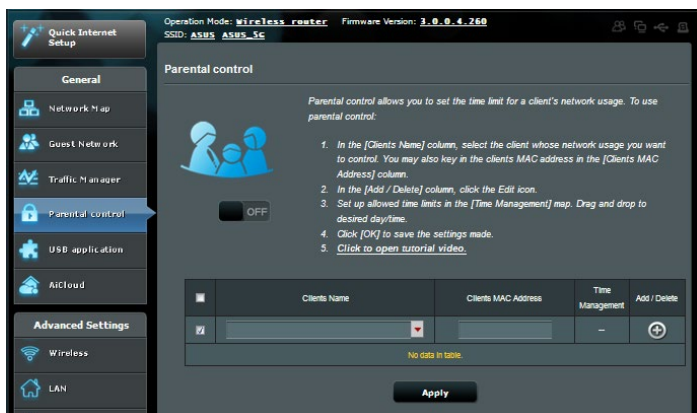 Quick Internet
Setup
Operation Mode: Wireless router Firmware Version: 3.0.0.4.260
SSID: ASUS ASUS_5G
General
Network Map
Guest Network
Traffic Manager
Parental control
USB application
AiCloud
Advanced Settings
Wireless
LAN
Parental control
Parental control allows you to set the time limit for a client's network usage. To use
parental control:
1. In the [Clients Name] column, select the client whose network usage you want
to control. You may also key in the clients MAC address in the [Clients MAC
Address] column.
2. In the [Add / Delete] column, click the Edit icon.
3. Set up allowed time limits in the [Time Management] map. Drag and drop to
desired day/time.
4. Click [OK] to save the settings made.
5. Click to open tutorial video.
OFF
Clients Name
Clients MAC Address
Time
Management
Add / Delete
–
No data in table.
Apply